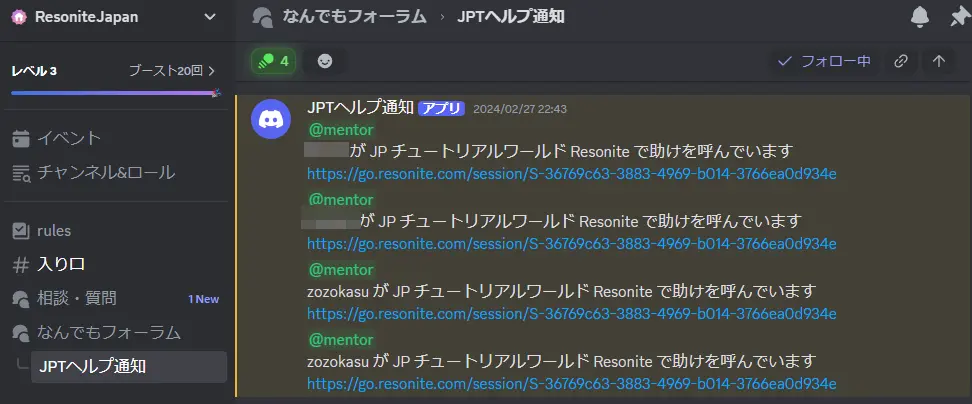 ResoniteJapan
なんでもフォーラム › JPTヘルプ通知
レベル 3
ブースト20回
4
フォロー中
イベント
チャンネル&ロール
rules
入り口
相談・質問
1 New
なんでもフォーラム
JPTヘルプ通知
JPTヘルプ通知 アプリ 2024/02/27 22:43
@mentor
が JP チュートリアルワールド Resonite で助けを呼んでいます
https://go.resonite.com/session/S-36769c63-3883-4969-b014-3766ea0d934e
@mentor
が JP チュートリアルワールド Resonite で助けを呼んでいます
https://go.resonite.com/session/S-36769c63-3883-4969-b014-3766ea0d934e
@mentor
zozokasu が JP チュートリアルワールド Resonite で助けを呼んでいます
https://go.resonite.com/session/S-36769c63-3883-4969-b014-3766ea0d934e
@mentor
zozokasu が JP チュートリアルワールド Resonite で助けを呼んでいます
https://go.resonite.com/session/S-36769c63-3883-4969-b014-3766ea0d934e